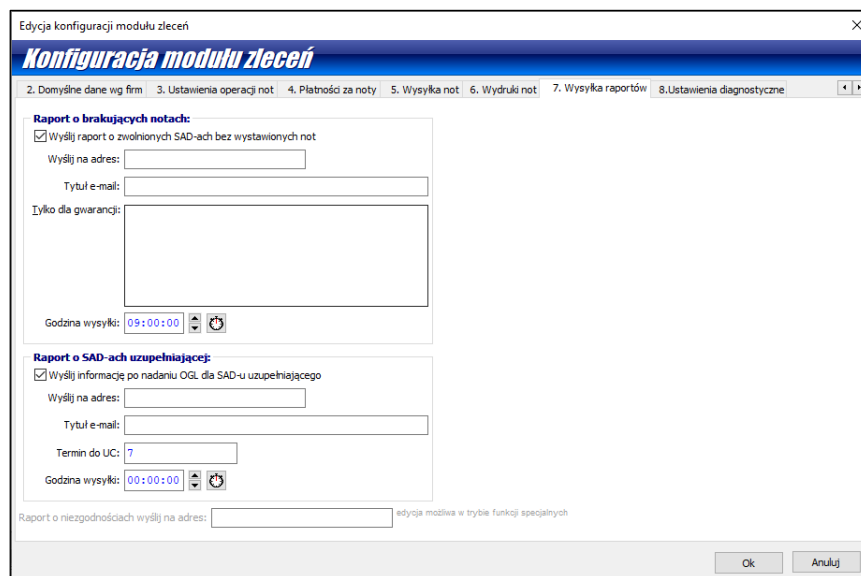 Edycja konfiguracji modułu zleceń
Konfiguracja modułu zleceń
2. Domyślne dane wg firm 3. Ustawienia operacji not 4. Płatności za noty 5. Wysyłka not 6. Wydruki not 7. Wysyłka raportów 8.Ustawienia diagnostyczne
Raport o brakujących notach:
Wyślij raport o zwolnionych SAD-ach bez wystawionych not
Wyślij na adres:
Tytuł e-mail:
Tylko dla gwarancji:
Godzina wysyłki: 09:00:00
Raport o SAD-ach uzupełniającej:
Wyślij informację po nadaniu OGL dla SAD-u uzupełniającego
Wyślij na adres:
Tytuł e-mail:
Termin do UC: 7
Godzina wysyłki: 00:00:00
Raport o niezgodnościach wyślij na adres: edycja możliwa w trybie funkcji specjalnych
Ok Anuluj